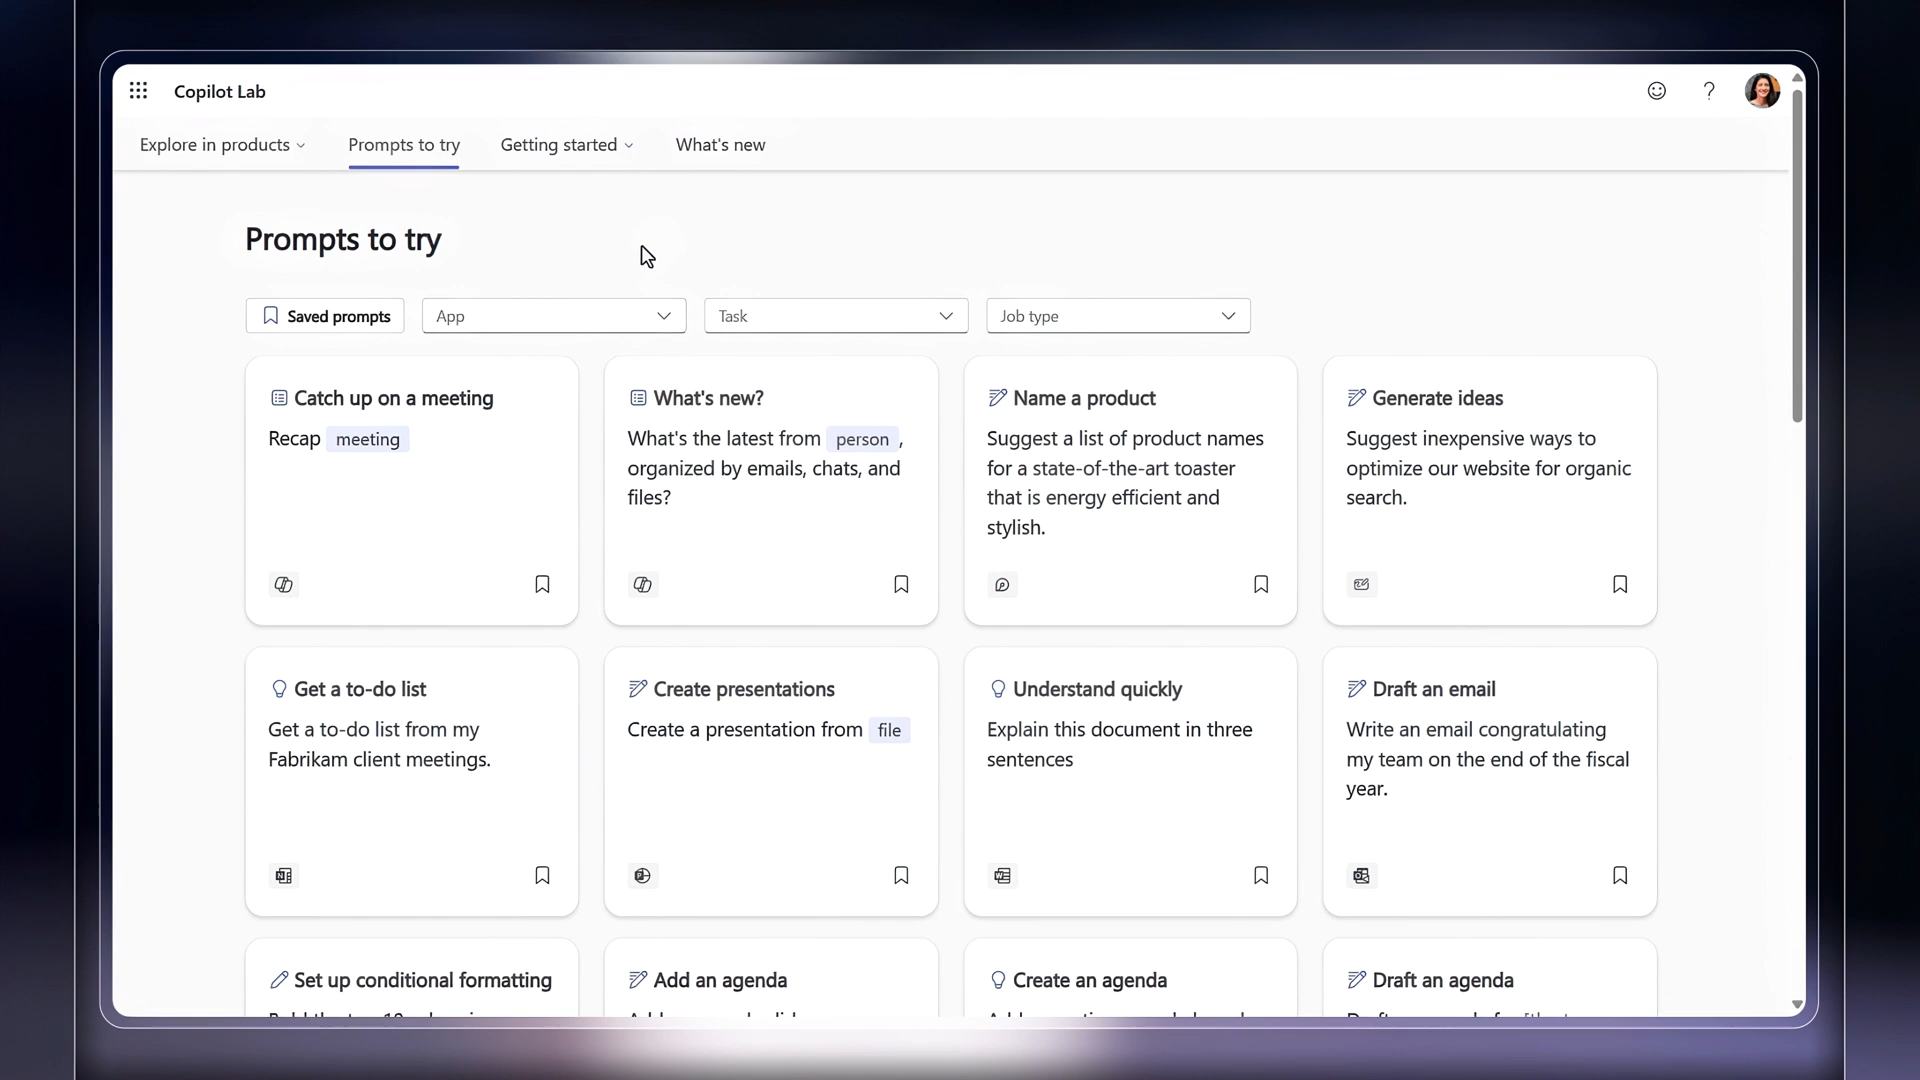 Copilot Lab
?
Explore in products
Prompts to try
Getting started
What's new
Prompts to try
Saved prompts
App
Task
Job type
Catch up on a meeting
Recap meeting
What's new?
What's the latest from person ,
organized by emails, chats, and
files?
Name a product
Suggest a list of product names
for a state-of-the-art toaster
that is energy efficient and
stylish.
Generate ideas
Suggest inexpensive ways to
optimize our website for organic
search.
Get a to-do list
Get a to-do list from my
Fabrikam client meetings.
Create presentations
Create a presentation from file
Understand quickly
Explain this document in three
sentences
Draft an email
Write an email congratulating
my team on the end of the fiscal
year.
Set up conditional formatting
Add an agenda
Create an agenda
Draft an agenda